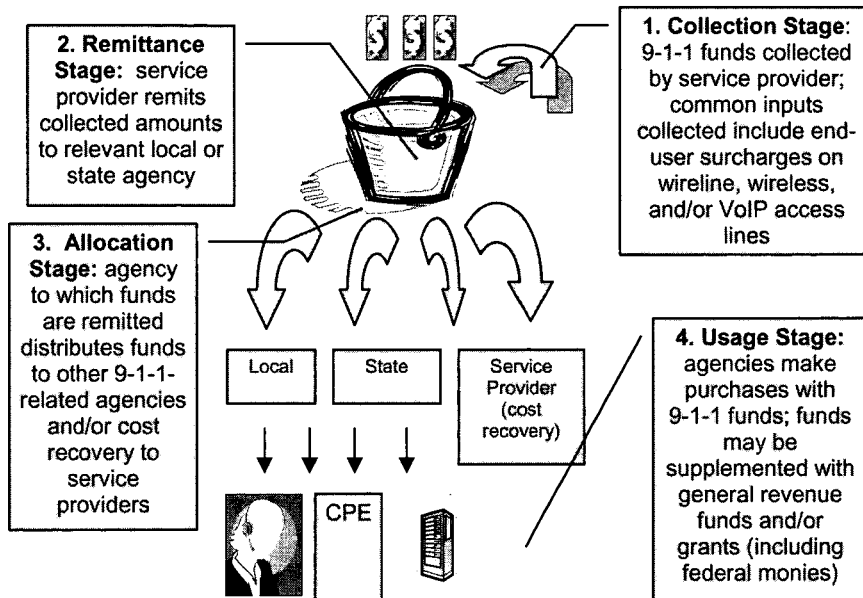 1. Collection Stage:
9-1-1 funds collected
by service provider;
common inputs
collected include end-
user surcharges on
wireline, wireless,
and/or VoIP access
lines
2. Remittance
Stage: service
provider remits
collected amounts
to relevant local or
state agency
3. Allocation
Stage: agency
to which funds
are remitted
distributes funds
to other 9-1-1-
related agencies
and/or cost
recovery to
service
providers
Local
State
Service
Provider
(cost
recovery)
CPE
4. Usage Stage:
agencies make
purchases with
9-1-1 funds; funds
may be
supplemented with
general revenue
funds and/or
grants (including
federal monies)